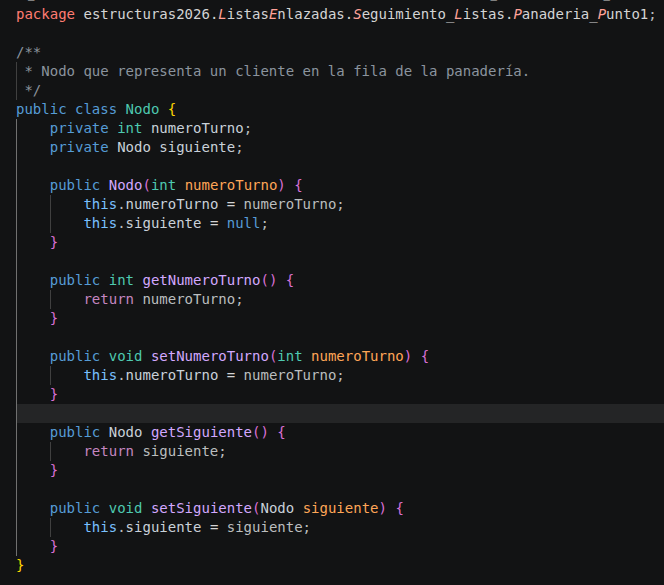 package estructuras2026.ListasEnlazadas.Seguimiento_Listas.Panaderia_Punto1;
/**
 * Nodo que representa un cliente en la fila de la panadería.
 */
public class Nodo {
    private int numeroTurno;
    private Nodo siguiente;
    public Nodo(int numeroTurno) {
        this.numeroTurno = numeroTurno;
        this.siguiente = null;
    }
    public int getNumeroTurno() {
        return numeroTurno;
    }
    public void setNumeroTurno(int numeroTurno) {
        this.numeroTurno = numeroTurno;
    }
    public Nodo getSiguiente() {
        return siguiente;
    }
    public void setSiguiente(Nodo siguiente) {
        this.siguiente = siguiente;
    }
}